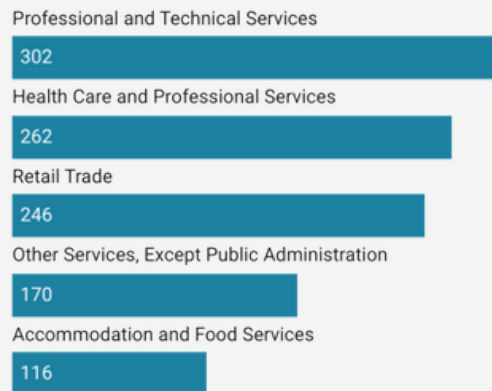 Professional and Technical Services
302
Health Care and Professional Services
262
Retail Trade
246
Other Services, Except Public Administration
170
Accommodation and Food Services
116